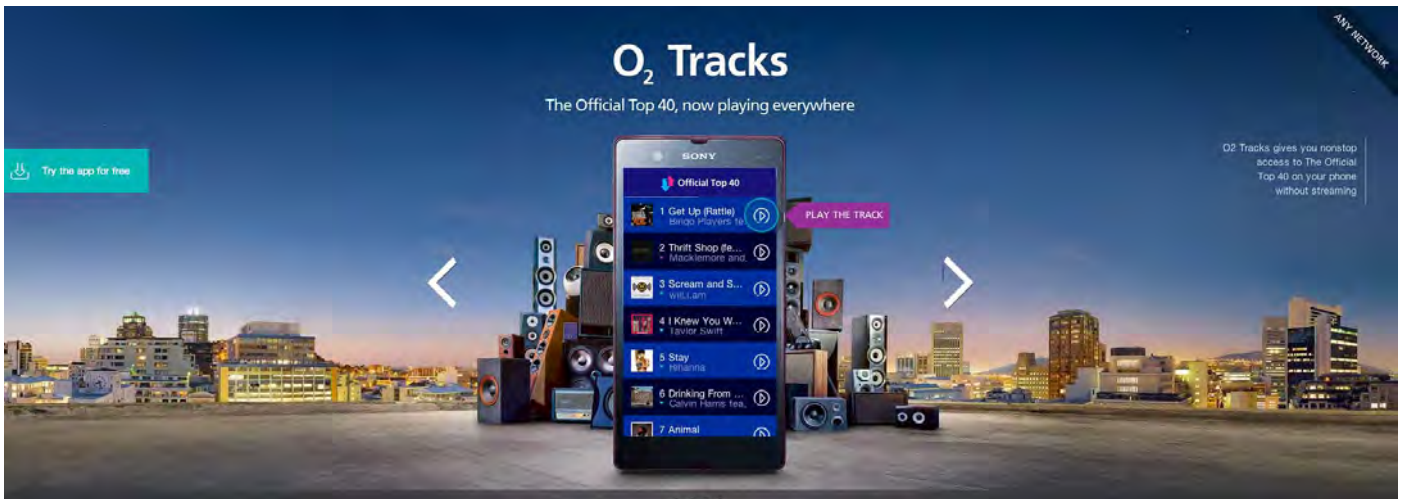 ANY NETWORK
O2 Tracks
The Official Top 40, now playing everywhere
Try the app for free
O2 Tracks gives you nonstop
access to The Official
Top 40 on your phone
without streaming
SONY
Official Top 40
1 Get Up (Rattle)
Bingo Players fe
PLAY THE TRACK
2 Thrift Shop (fe...
Macklemore and
3 Scream and S...
will.i.am
4 I Knew You W...
Taylor Swift
5 Stay
Rihanna
6 Drinking From ...
Calvin Harris fea,
7 Animal